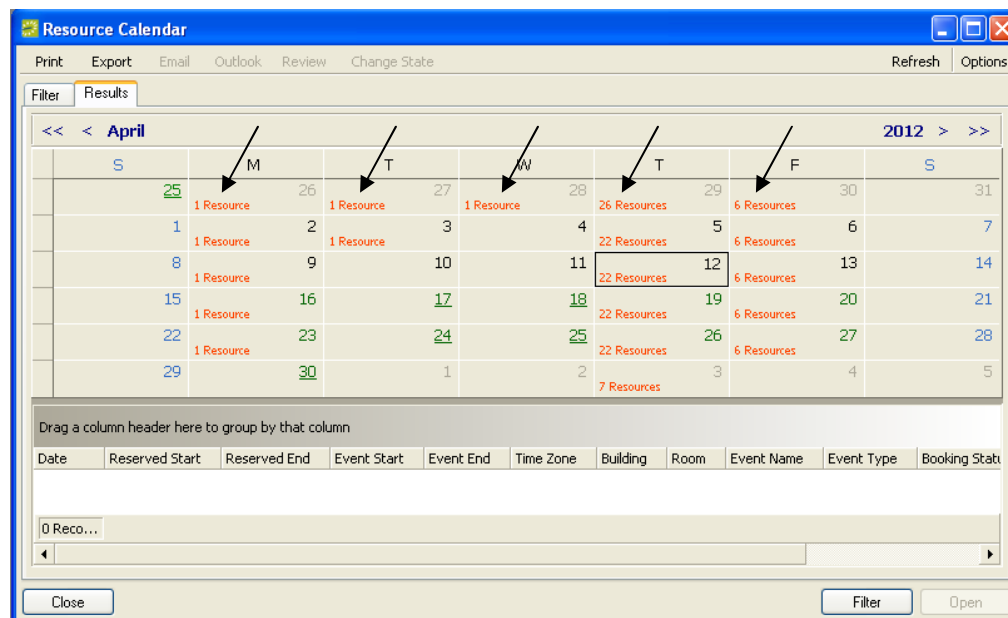 Resource Calendar
Print Export Email Outlook Review Change State Refresh Options
Filter Results
<< < April 2012 > >>
S M T W T F S
25 26 27 28 29 30 31
1 Resource 1 Resource 1 Resource 26 Resources 6 Resources
1 2 3 4 5 6 7
1 Resource 1 Resource 22 Resources 6 Resources
8 9 10 11 12 13 14
1 Resource 22 Resources 6 Resources
15 16 17 18 19 20 21
1 Resource 22 Resources 6 Resources
22 23 24 25 26 27 28
1 Resource 22 Resources 6 Resources
29 30 1 2 3 4 5
7 Resources
Drag a column header here to group by that column
Date Reserved Start Reserved End Event Start Event End Time Zone Building Room Event Name Event Type Booking Statu
0 Reco...
Close Filter Open